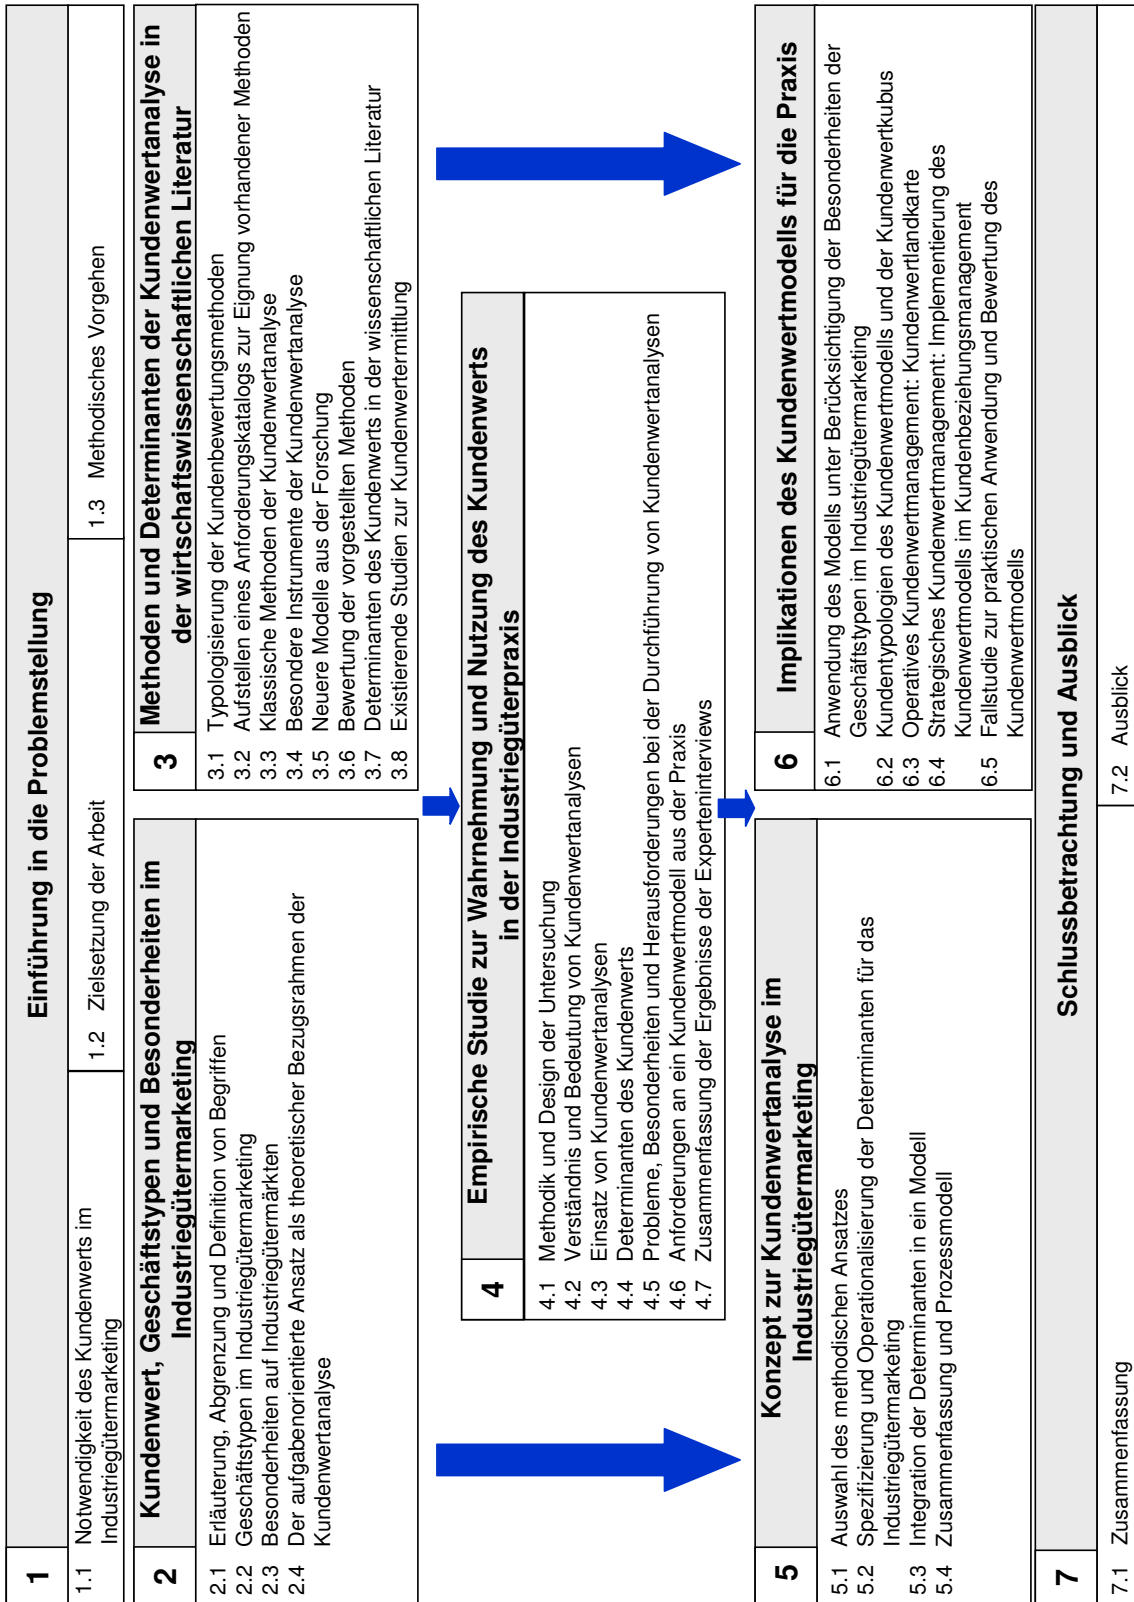 1 Einführung in die Problemstellung
1.1 Notwendigkeit des Kundenwerts im
Industriegütermarketing
1.2 Zielsetzung der Arbeit
1.3 Methodisches Vorgehen
2 Kundenwert, Geschäftstypen und Besonderheiten im
Industriegütermarketing
2.1 Erläuterung, Abgrenzung und Definition von Begriffen
2.2 Geschäftstypen im Industriegütermarketing
2.3 Besonderheiten auf Industriegütermärkten
2.4 Der aufgabenorientierte Ansatz als theoretischer Bezugsrahmen der
Kundenwertanalyse
3 Methoden und Determinanten der Kundenwertanalyse in
der wirtschaftswissenschaftlichen Literatur
3.1 Typologisierung der Kundenbewertungsmethoden
3.2 Aufstellen eines Anforderungskatalogs zur Eignung vorhandener Methoden
3.3 Klassische Methoden der Kundenwertanalyse
3.4 Besondere Instrumente der Kundenwertanalyse
3.5 Neuere Modelle aus der Forschung
3.6 Bewertung der vorgestellten Methoden
3.7 Determinanten des Kundenwerts in der wissenschaftlichen Literatur
3.8 Existierende Studien zur Kundenwertermittlung
4 Empirische Studie zur Wahrnehmung und Nutzung des Kundenwerts
in der Industriegüterpraxis
4.1 Methodik und Design der Untersuchung
4.2 Verständnis und Bedeutung von Kundenwertanalysen
4.3 Einsatz von Kundenwertanalysen
4.4 Determinanten des Kundenwerts
4.5 Probleme, Besonderheiten und Herausforderungen bei der Durchführung von Kundenwertanalysen
4.6 Anforderungen an ein Kundenwertmodell aus der Praxis
4.7 Zusammenfassung der Ergebnisse der Experteninterviews
5 Konzept zur Kundenwertanalyse im
Industriegütermarketing
5.1 Auswahl des methodischen Ansatzes
5.2 Spezifizierung und Operationalisierung der Determinanten für das
Industriegütermarketing
5.3 Integration der Determinanten in ein Modell
5.4 Zusammenfassung und Prozessmodell
6 Implikationen des Kundenwertmodells für die Praxis
6.1 Anwendung des Modells unter Berücksichtigung der Besonderheiten der
Geschäftstypen im Industriegütermarketing
6.2 Kundentypologien des Kundenwertmodells und der Kundenwertkubus
6.3 Operatives Kundenwertmanagement: Kundenwertlandkarte
6.4 Strategisches Kundenwertmanagement: Implementierung des
Kundenwertmodells im Kundenbeziehungsmanagement
6.5 Fallstudie zur praktischen Anwendung und Bewertung des
Kundenwertmodells
7 Schlussbetrachtung und Ausblick
7.1 Zusammenfassung
7.2 Ausblick